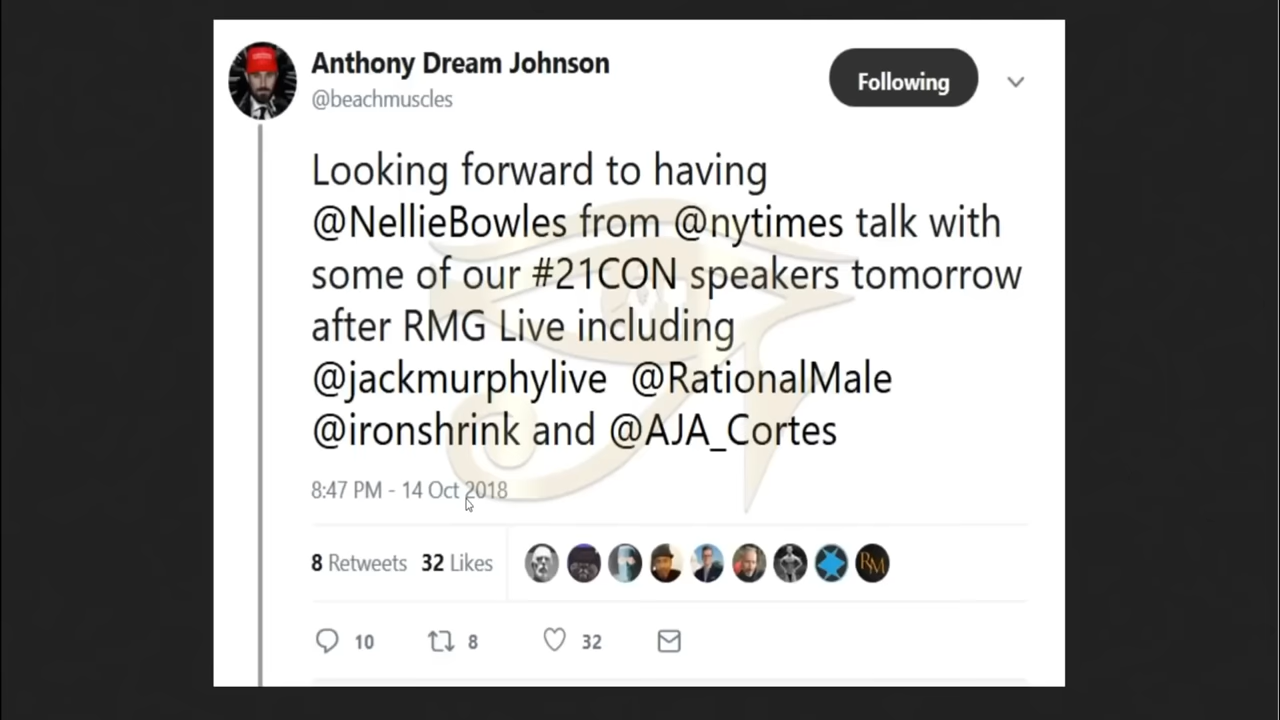 Anthony Dream Johnson
@beachmuscles
Following
Looking forward to having
@NellieBowles from @nytimes talk with
some of our #21CON speakers tomorrow
after RMG Live including
@jackmurphylive @RationalMale
@ironshrink and @AJA_Cortes
8:47 PM - 14 Oct 2018
8 Retweets 32 Likes
RM
10 8 32